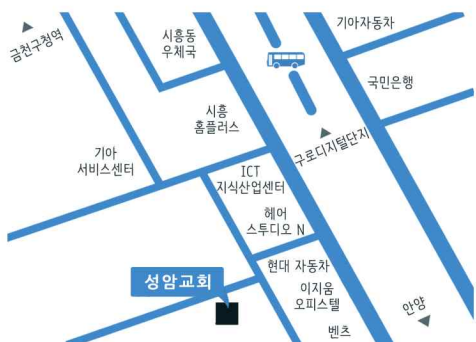 금천구청역
시흥동
우체국
기아자동차
국민은행
시흥
홈플러스
구로디지털단지
기아
서비스센터
ICT
지식산업센터
헤어
스투디오 N
현대 자동차
성암교회
이지움
오피스텔
안양
벤츠